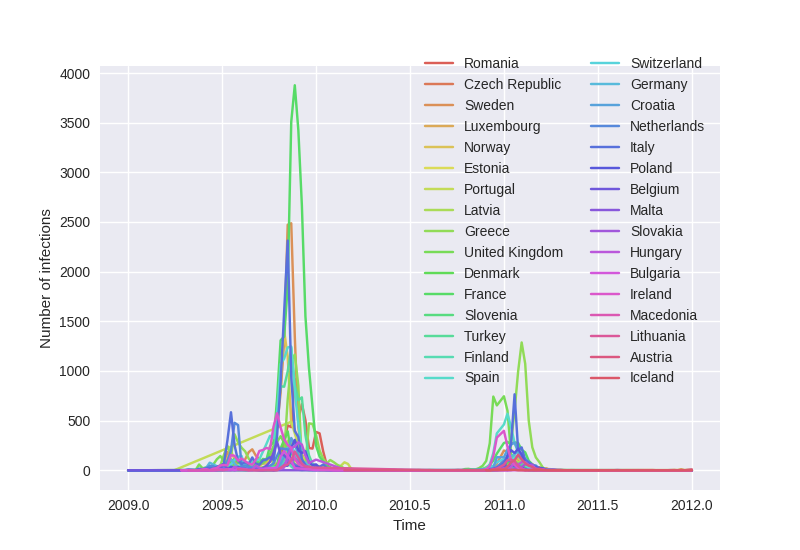 4000
3500
3000
2500
2000
1500
1000
500
0
Number of infections
2009.0 2009.5 2010.0 2010.5 2011.0 2011.5 2012.0
Time
Romania
Czech Republic
Sweden
Luxembourg
Norway
Estonia
Portugal
Latvia
Greece
United Kingdom
Denmark
France
Slovenia
Turkey
Finland
Spain
Switzerland
Germany
Croatia
Netherlands
Italy
Poland
Belgium
Malta
Slovakia
Hungary
Bulgaria
Ireland
Macedonia
Lithuania
Austria
Iceland